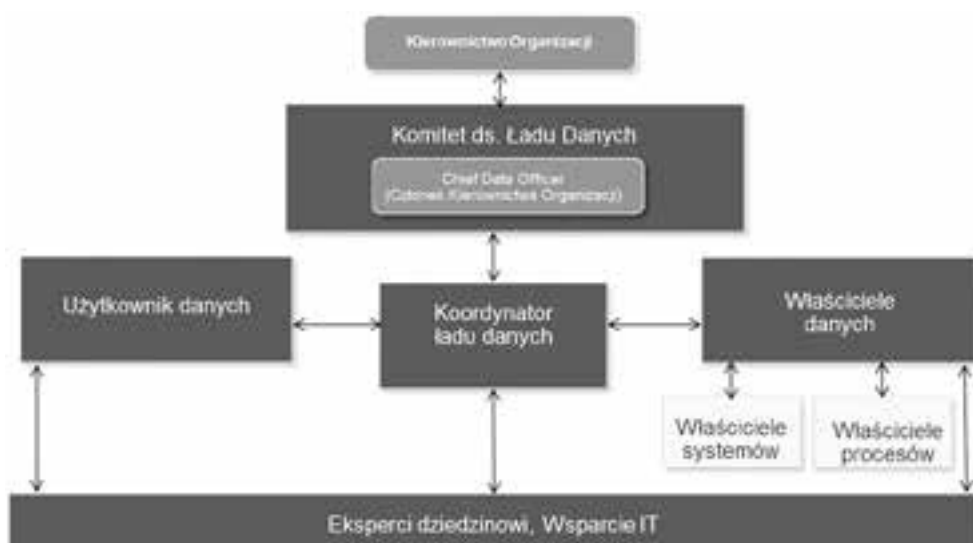 Kierownictwo Organizacji
Komitet ds. Ładu Danych
Chief Data Officer
(Członek Kierownictwa Organizacji)
Użytkownik danych
Koordynator
ładu danych
Właściciele
danych
Właściciele
systemów
Właściciele
procesów
Eksperci dziedzinowi, Wsparcie IT